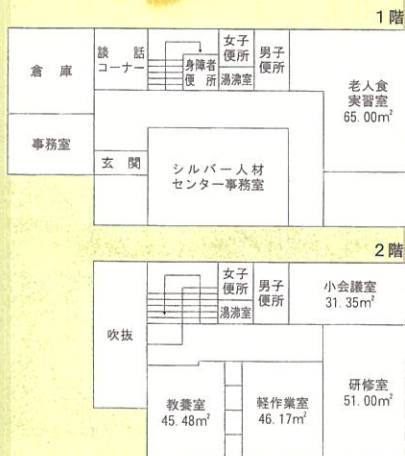 1階
倉庫
談話
コーナー
身障者
便所
女子
便所
湯沸室
男子
便所
老人食
実習室
65.00m²
事務室
玄関
シルバー人材
センター事務室
2階
吹抜
女子
便所
湯沸室
男子
便所
小会議室
31.35m²
教養室
45.48m²
軽作業室
46.17m²
研修室
51.00m²